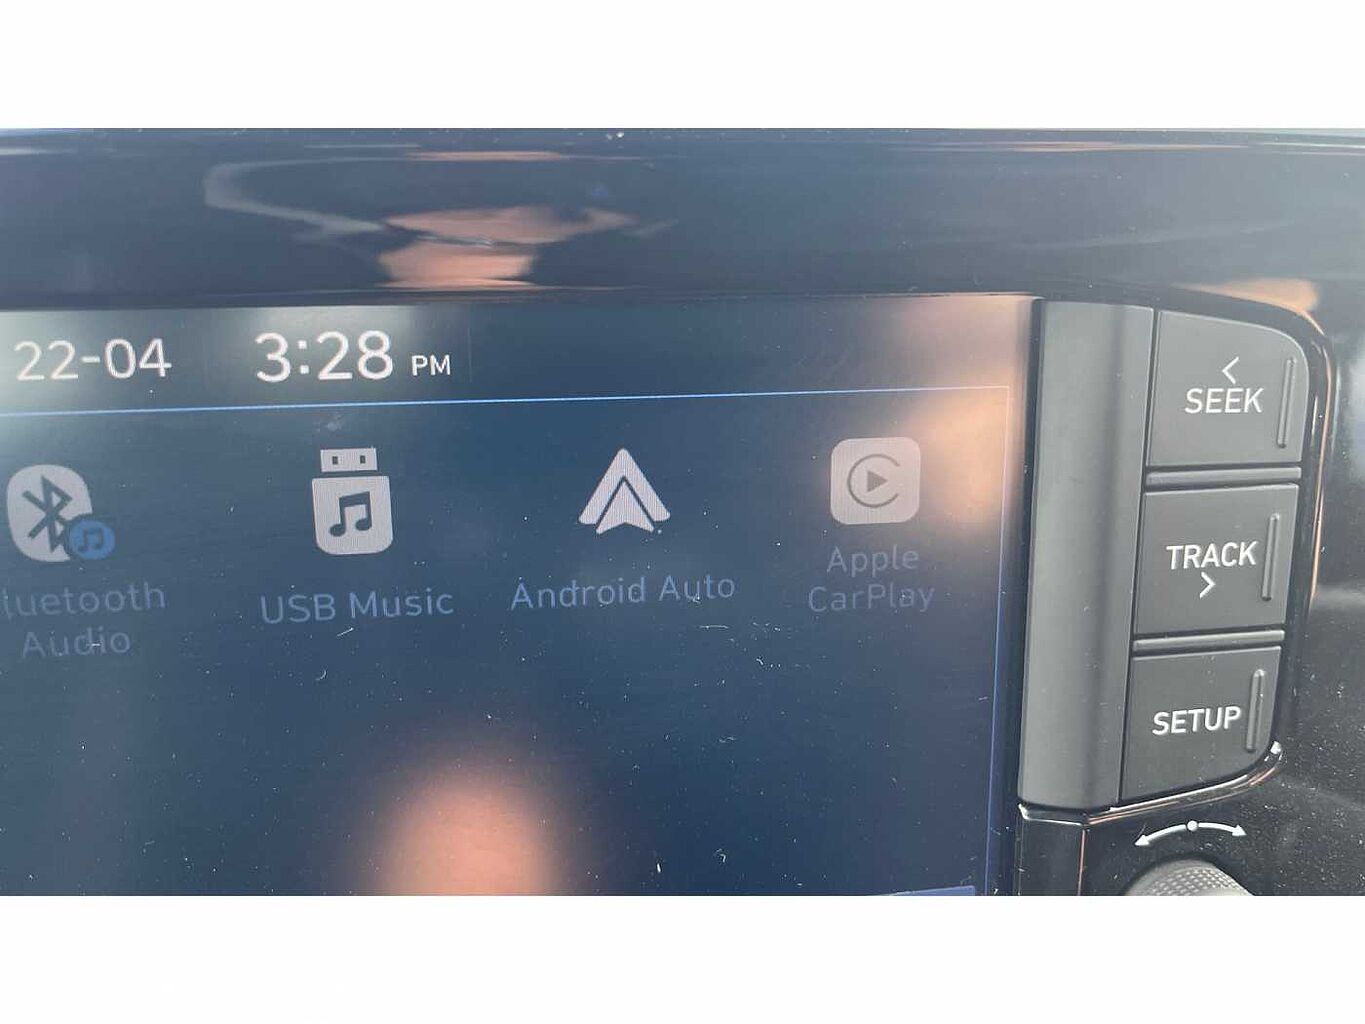 22-04 3:28 PM
< SEEK
luetooth
Audio
USB Music
Android Auto
Apple
CarPlay
TRACK >
SETUP